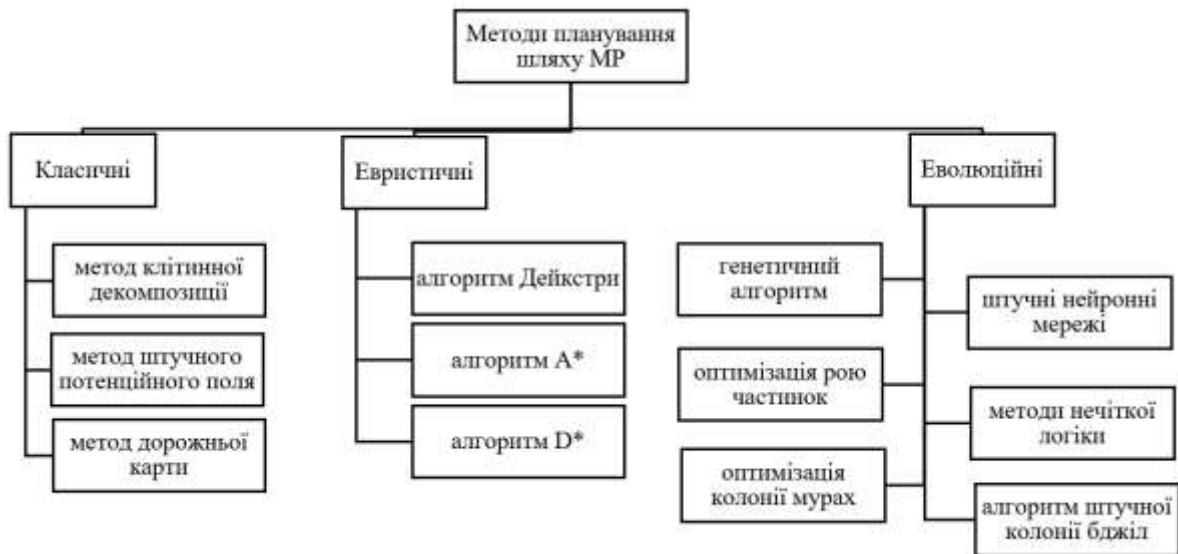 Методи планування
шляху МР
Класичні
Евристичні
Еволюційні
метод клітинної
декомпозиції
метод штучного
потенційного поля
метод дорожньої
карти
алгоритм Дейкстри
алгоритм A*
алгоритм D*
генетичний
алгоритм
оптимізація рою
частинок
оптимізація
колонії мурах
штучні нейронні
мережі
методи нечіткої
логіки
алгоритм штучної
колонії бджіл